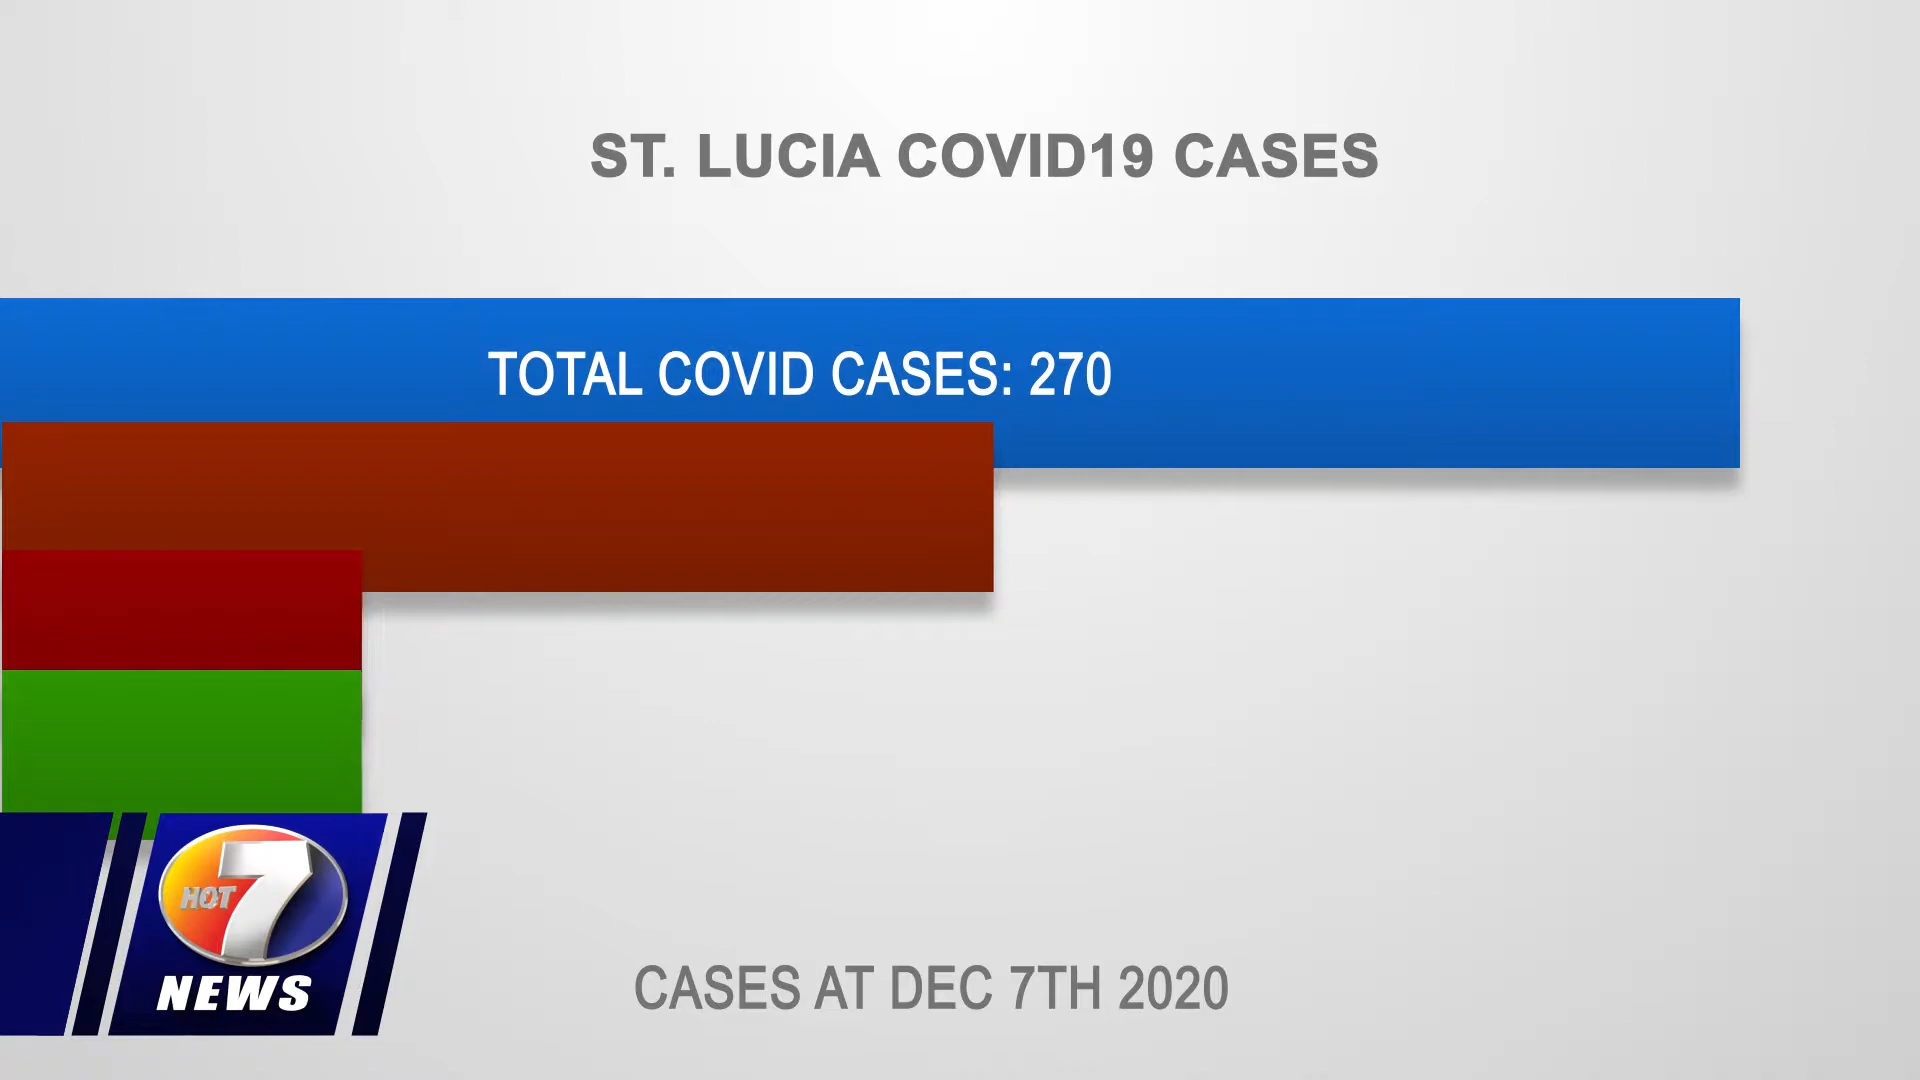 ST. LUCIA COVID19 CASES
TOTAL COVID CASES: 270
HOT 7
NEWS
CASES AT DEC 7TH 2020